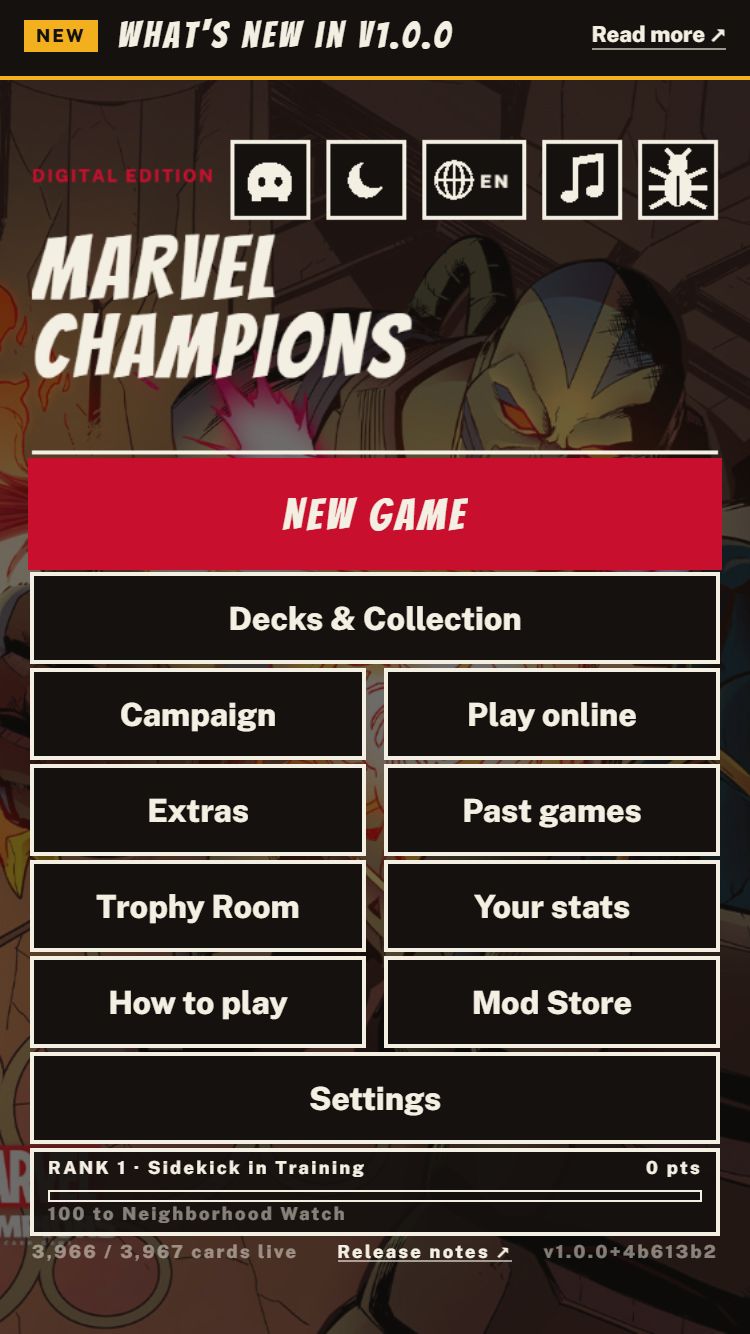 NEW WHAT'S NEW IN V1.0.0 Read more ↗
DIGITAL EDITION
EN
MARVEL
CHAMPIONS
NEW GAME
Decks & Collection
Campaign
Play online
Extras
Past games
Trophy Room
Your stats
How to play
Mod Store
Settings
RANK 1 · Sidekick in Training 0 pts
100 to Neighborhood Watch
3,966 / 3,967 cards live Release notes ↗ v1.0.0+4b613b2